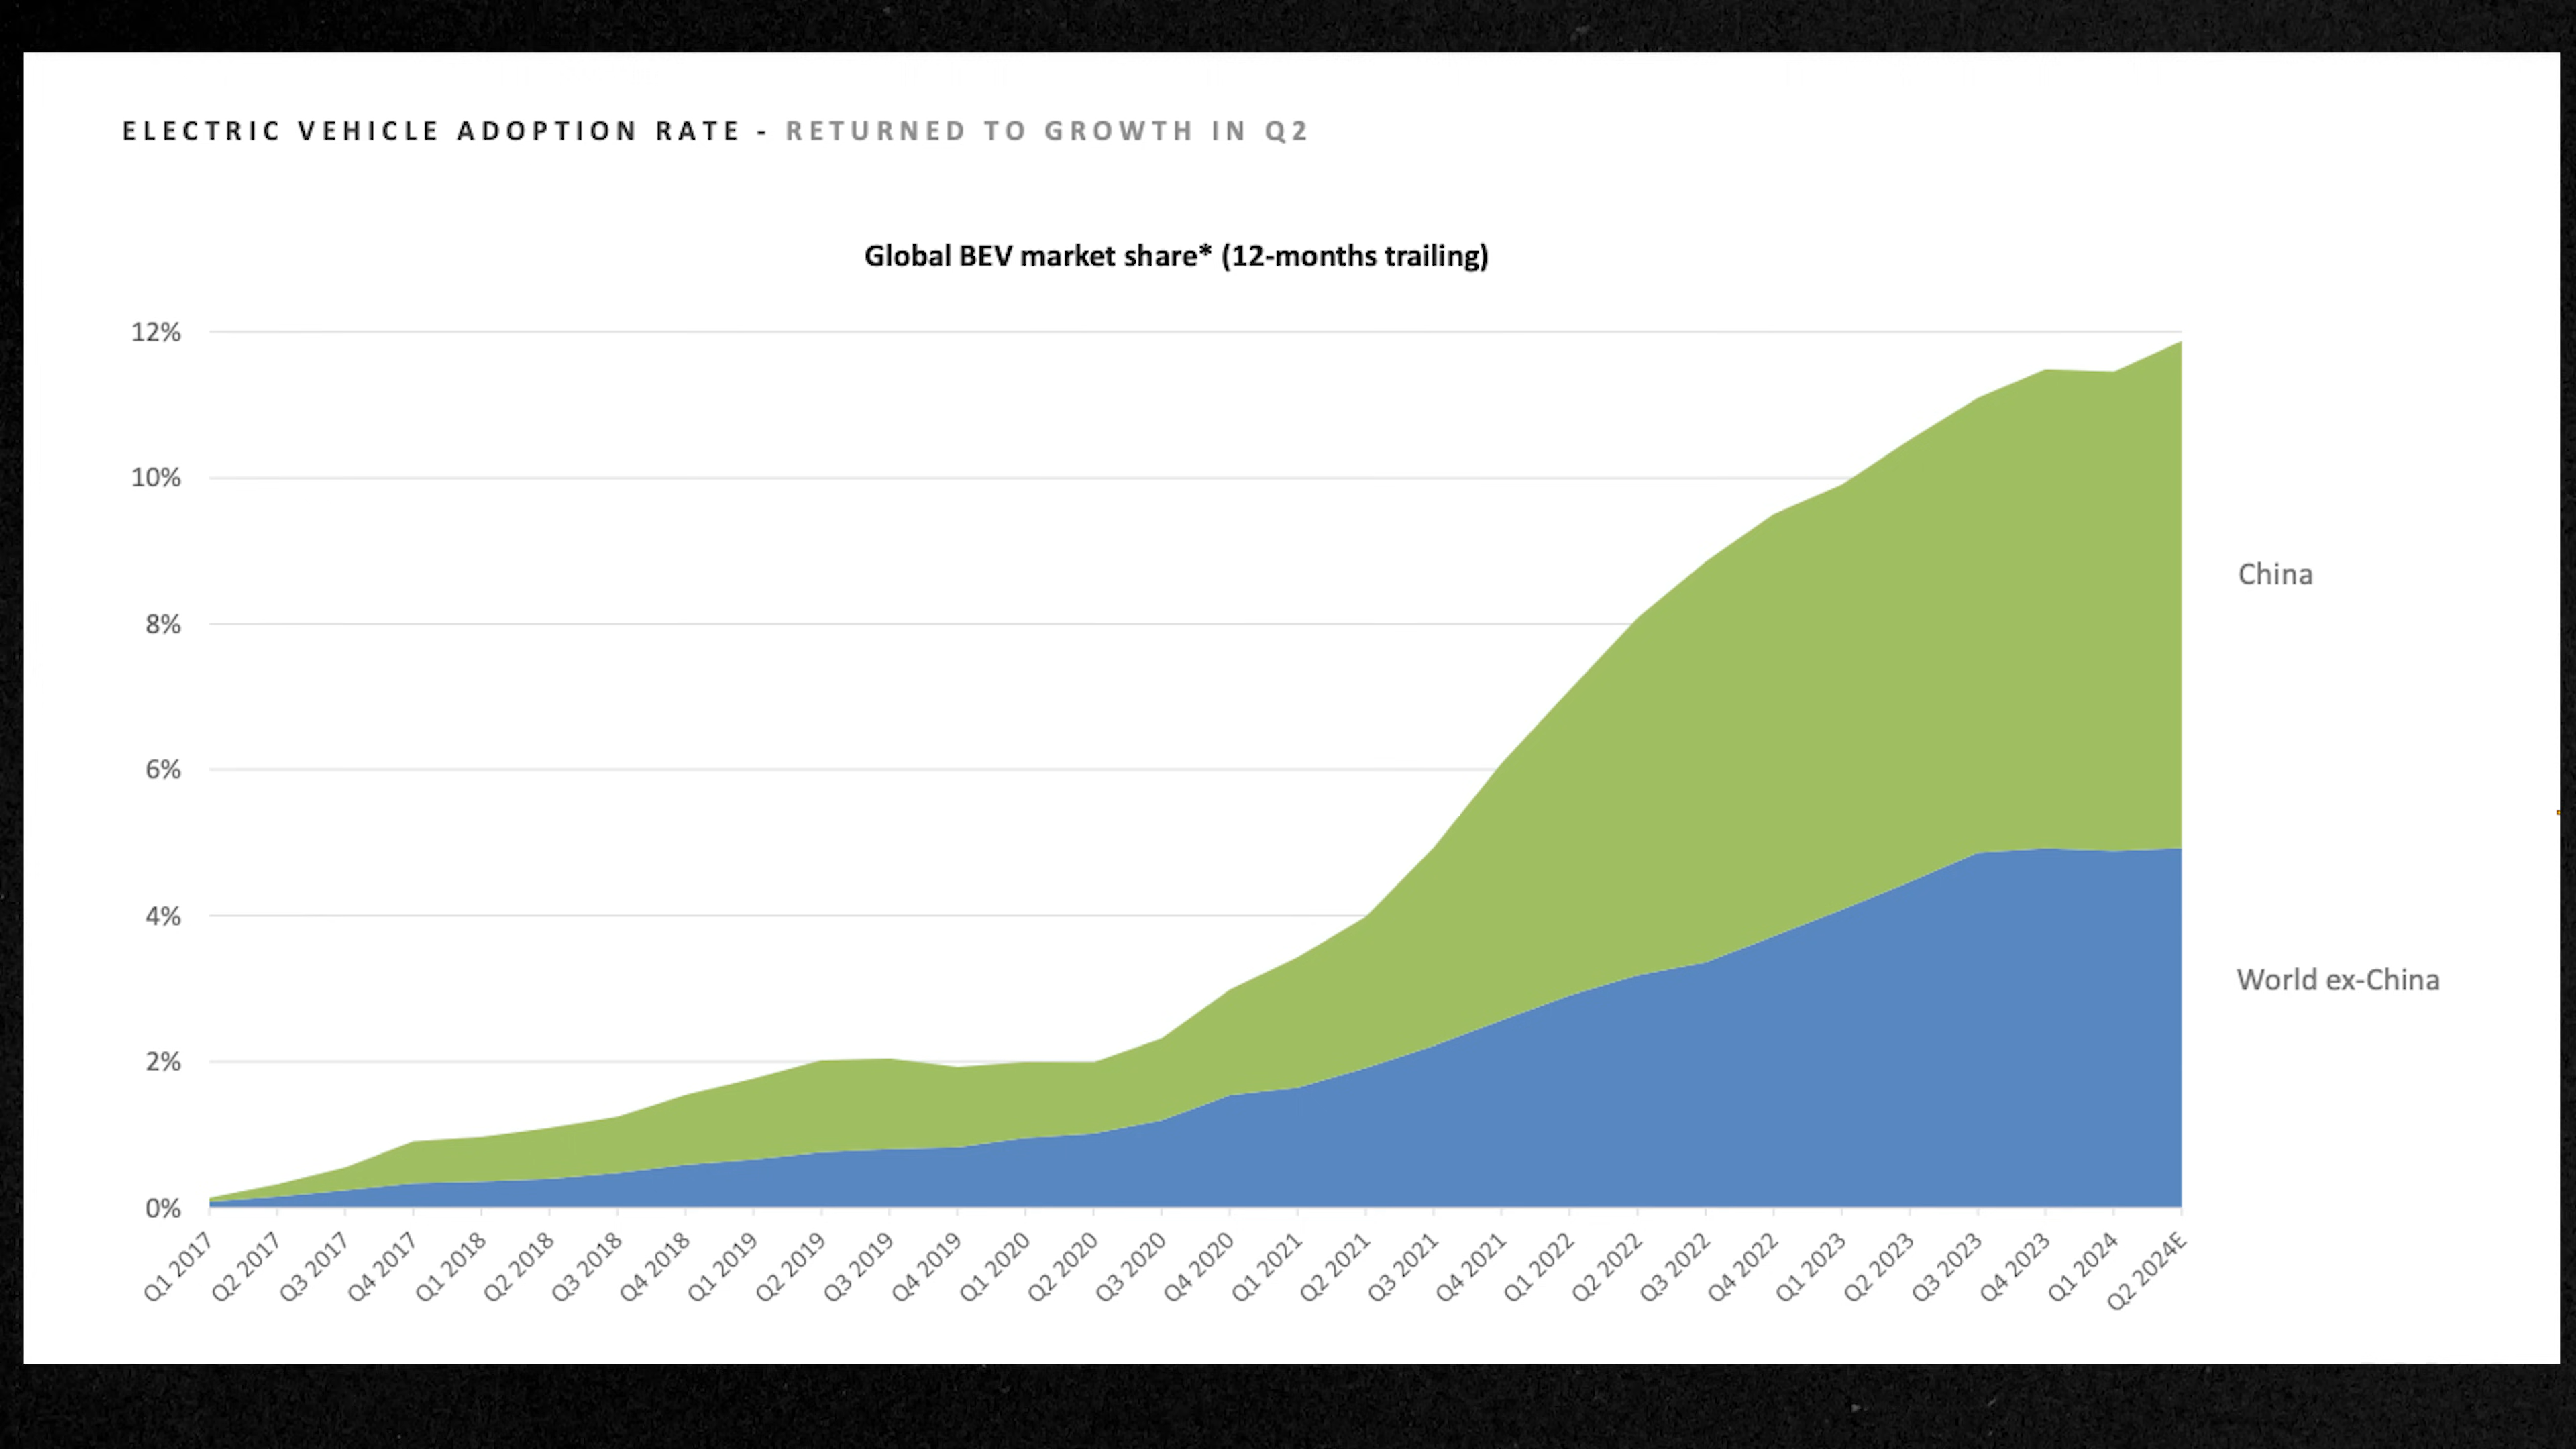 ELECTRIC VEHICLE ADOPTION RATE - RETURNED TO GROWTH IN Q2
Global BEV market share* (12-months trailing)
12%
10%
8%
6%
4%
2%
0%
China
World ex-China
Q1 2017
Q2 2017
Q3 2017
Q4 2017
Q1 2018
Q2 2018
Q3 2018
Q4 2018
Q1 2019
Q2 2019
Q3 2019
Q4 2019
Q1 2020
Q2 2020
Q3 2020
Q4 2020
Q1 2021
Q2 2021
Q3 2021
Q4 2021
Q1 2022
Q2 2022
Q3 2022
Q4 2022
Q1 2023
Q2 2023
Q3 2023
Q4 2023
Q1 2024
Q2 2024E